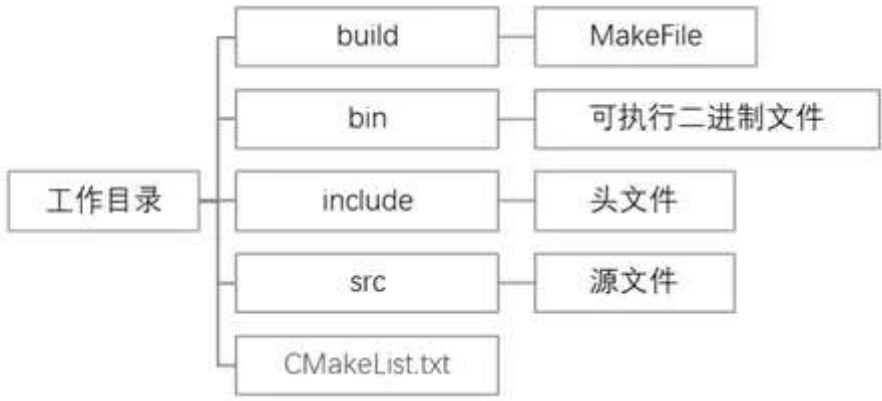 build
MakeFile
bin
可执行二进制文件
工作目录
include
头文件
src
源文件
CMakeList.txt